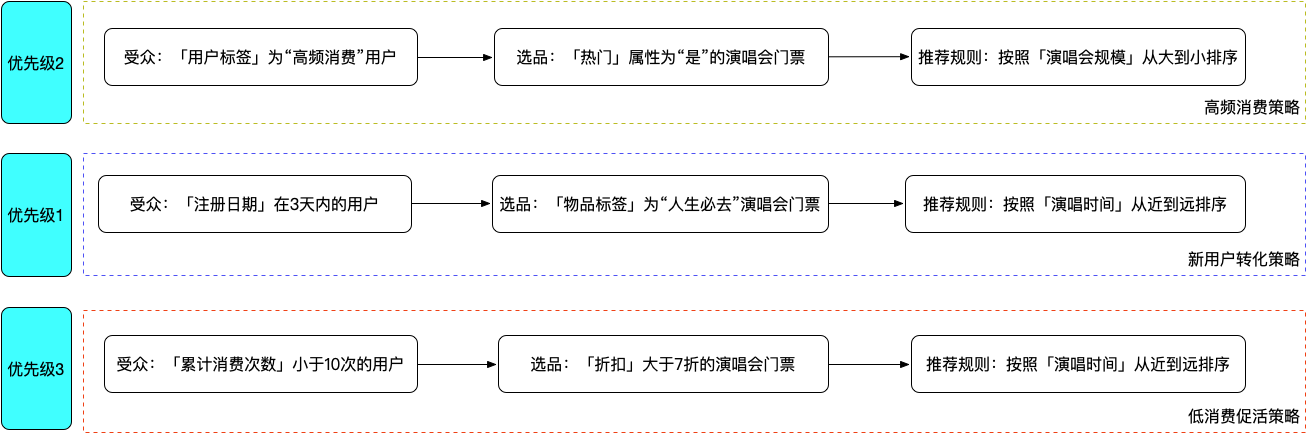 优先级2
受众：「用户标签」为“高频消费”用户
选品：「热门」属性为“是”的演唱会门票
推荐规则：按照「演唱会规模」从大到小排序
高频消费策略
优先级1
受众：「注册日期」在3天内的用户
选品：「物品标签」为“人生必去”演唱会门票
推荐规则：按照「演唱时间」从近到远排序
新用户转化策略
优先级3
受众：「累计消费次数」小于10次的用户
选品：「折扣」大于7折的演唱会门票
推荐规则：按照「演唱时间」从近到远排序
低消费促活策略